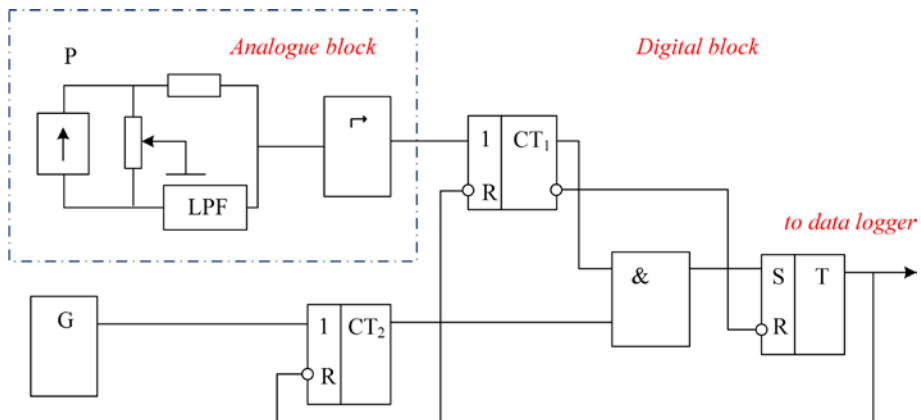 Analogue block
Digital block
P
LPF
1 CT₁
R
to data logger
&
S T
R
G
1 CT₂
R